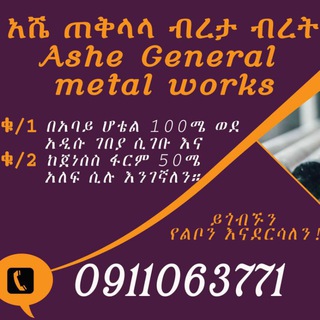 አሼ ጠቅላላ ብረታ ብረት
Ashe General
metal works
ቁ/1 በአባይ ሆቴል 100ሜ ወደ
አዲሱ ገበያ ሲገቡ እና
ቁ/2 ከጀነሰስ ፋርም 50ሜ
አለፍ ሲሉ እንገኛለን።
ይጎብኙን
የልቦን እናደርሳለን!
0911063771